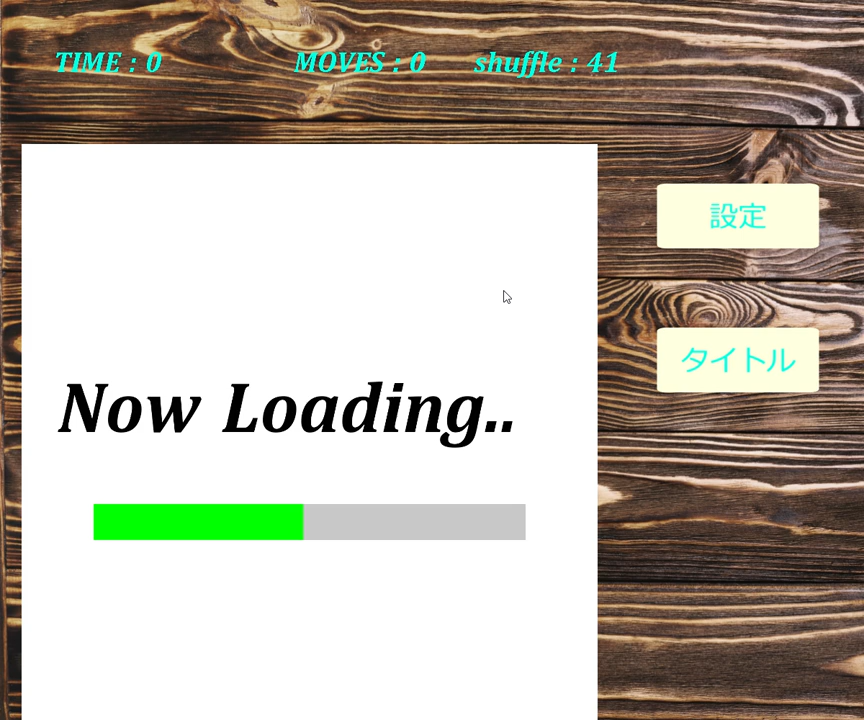 TIME : 0 MOVES : 0 shuffle : 41
設定
タイトル
Now Loading..